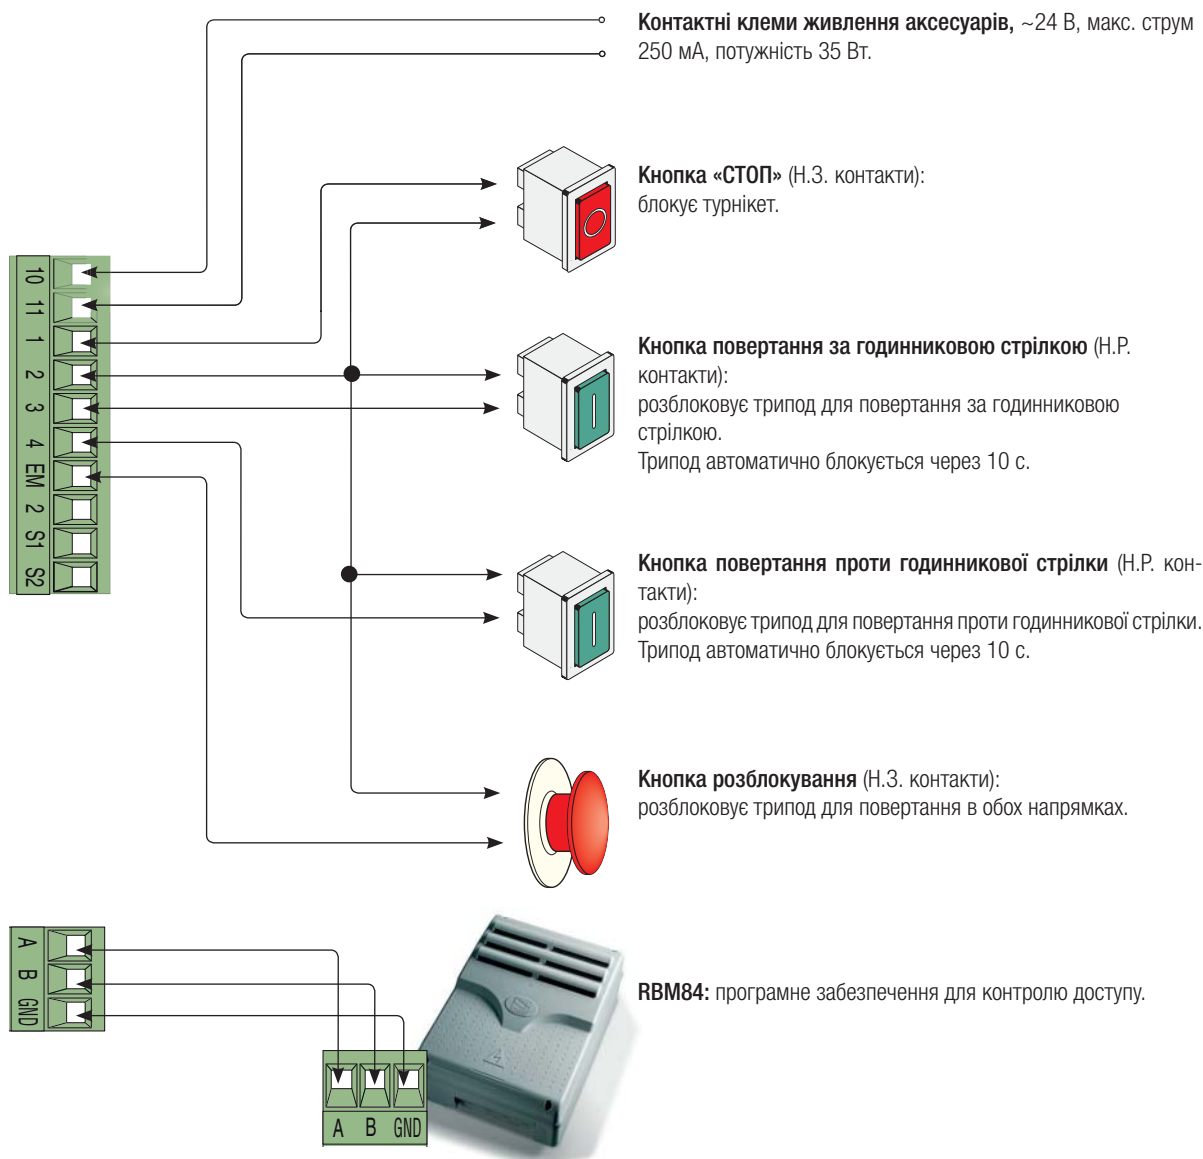 Контактні клеми живлення аксесуарів, ~24 В, макс. струм
250 мА, потужність 35 Вт.
Кнопка «СТОП» (Н.З. контакти):
блокує турнікет.
10
11
1
2
3
4
EM
2
S1
S2
Кнопка повертання за годинниковою стрілкою (Н.Р.
контакти):
розблоковує трипод для повертання за годинниковою
стрілкою.
Трипод автоматично блокується через 10 с.
Кнопка повертання проти годинникової стрілки (Н.Р. кон-
такти):
розблоковує трипод для повертання проти годинникової стрілки.
Трипод автоматично блокується через 10 с.
Кнопка розблокування (Н.З. контакти):
розблоковує трипод для повертання в обох напрямках.
A
B
GND
RBM84: програмне забезпечення для контролю доступу.
A B GND